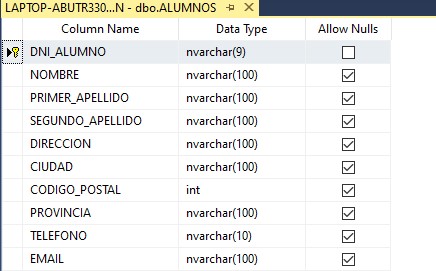 LAPTOP-ABUTR330...N - dbo.ALUMNOS
Column Name Data Type Allow Nulls
DNI_ALUMNO nvarchar(9)
NOMBRE nvarchar(100)
PRIMER_APELLIDO nvarchar(100)
SEGUNDO_APELLIDO nvarchar(100)
DIRECCION nvarchar(100)
CIUDAD nvarchar(100)
CODIGO_POSTAL int
PROVINCIA nvarchar(100)
TELEFONO nvarchar(10)
EMAIL nvarchar(100)